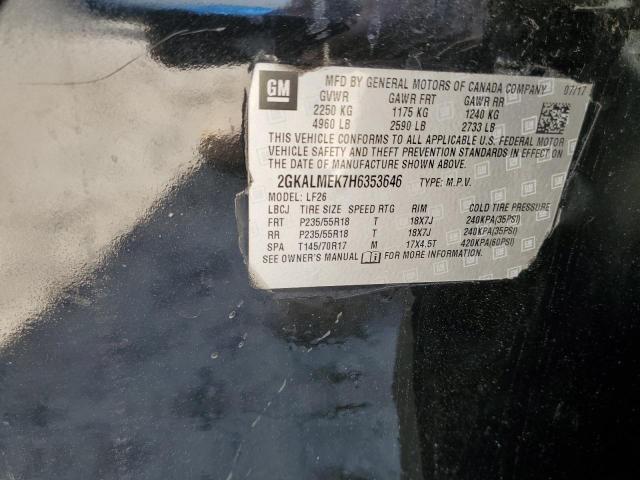 GM
MFD BY GENERAL MOTORS OF CANADA COMPANY 07/17
GVWR GAWR FRT GAWR RR
2250 KG 1175 KG 1240 KG
4960 LB 2590 LB 2733 LB
THIS VEHICLE CONFORMS TO ALL APPLICABLE U.S. FEDERAL MOTOR
VEHICLE SAFETY AND THEFT PREVENTION STANDARDS IN EFFECT ON
THE DATE OF MANUFACTURE SHOWN ABOVE.
2GKALMEK7H6353646 TYPE: M.P.V.
MODEL: LF26
LBCJ TIRE SIZE SPEED RTG RIM COLD TIRE PRESSURE
FRT P235/55R18 T 18X7J 240KPA(35PSI)
RR P235/55R18 T 18X7J 240KPA(35PSI)
SPA T145/70R17 M 17X4.5T 420KPA(60PSI)
SEE OWNER'S MANUAL FOR MORE INFORMATION.